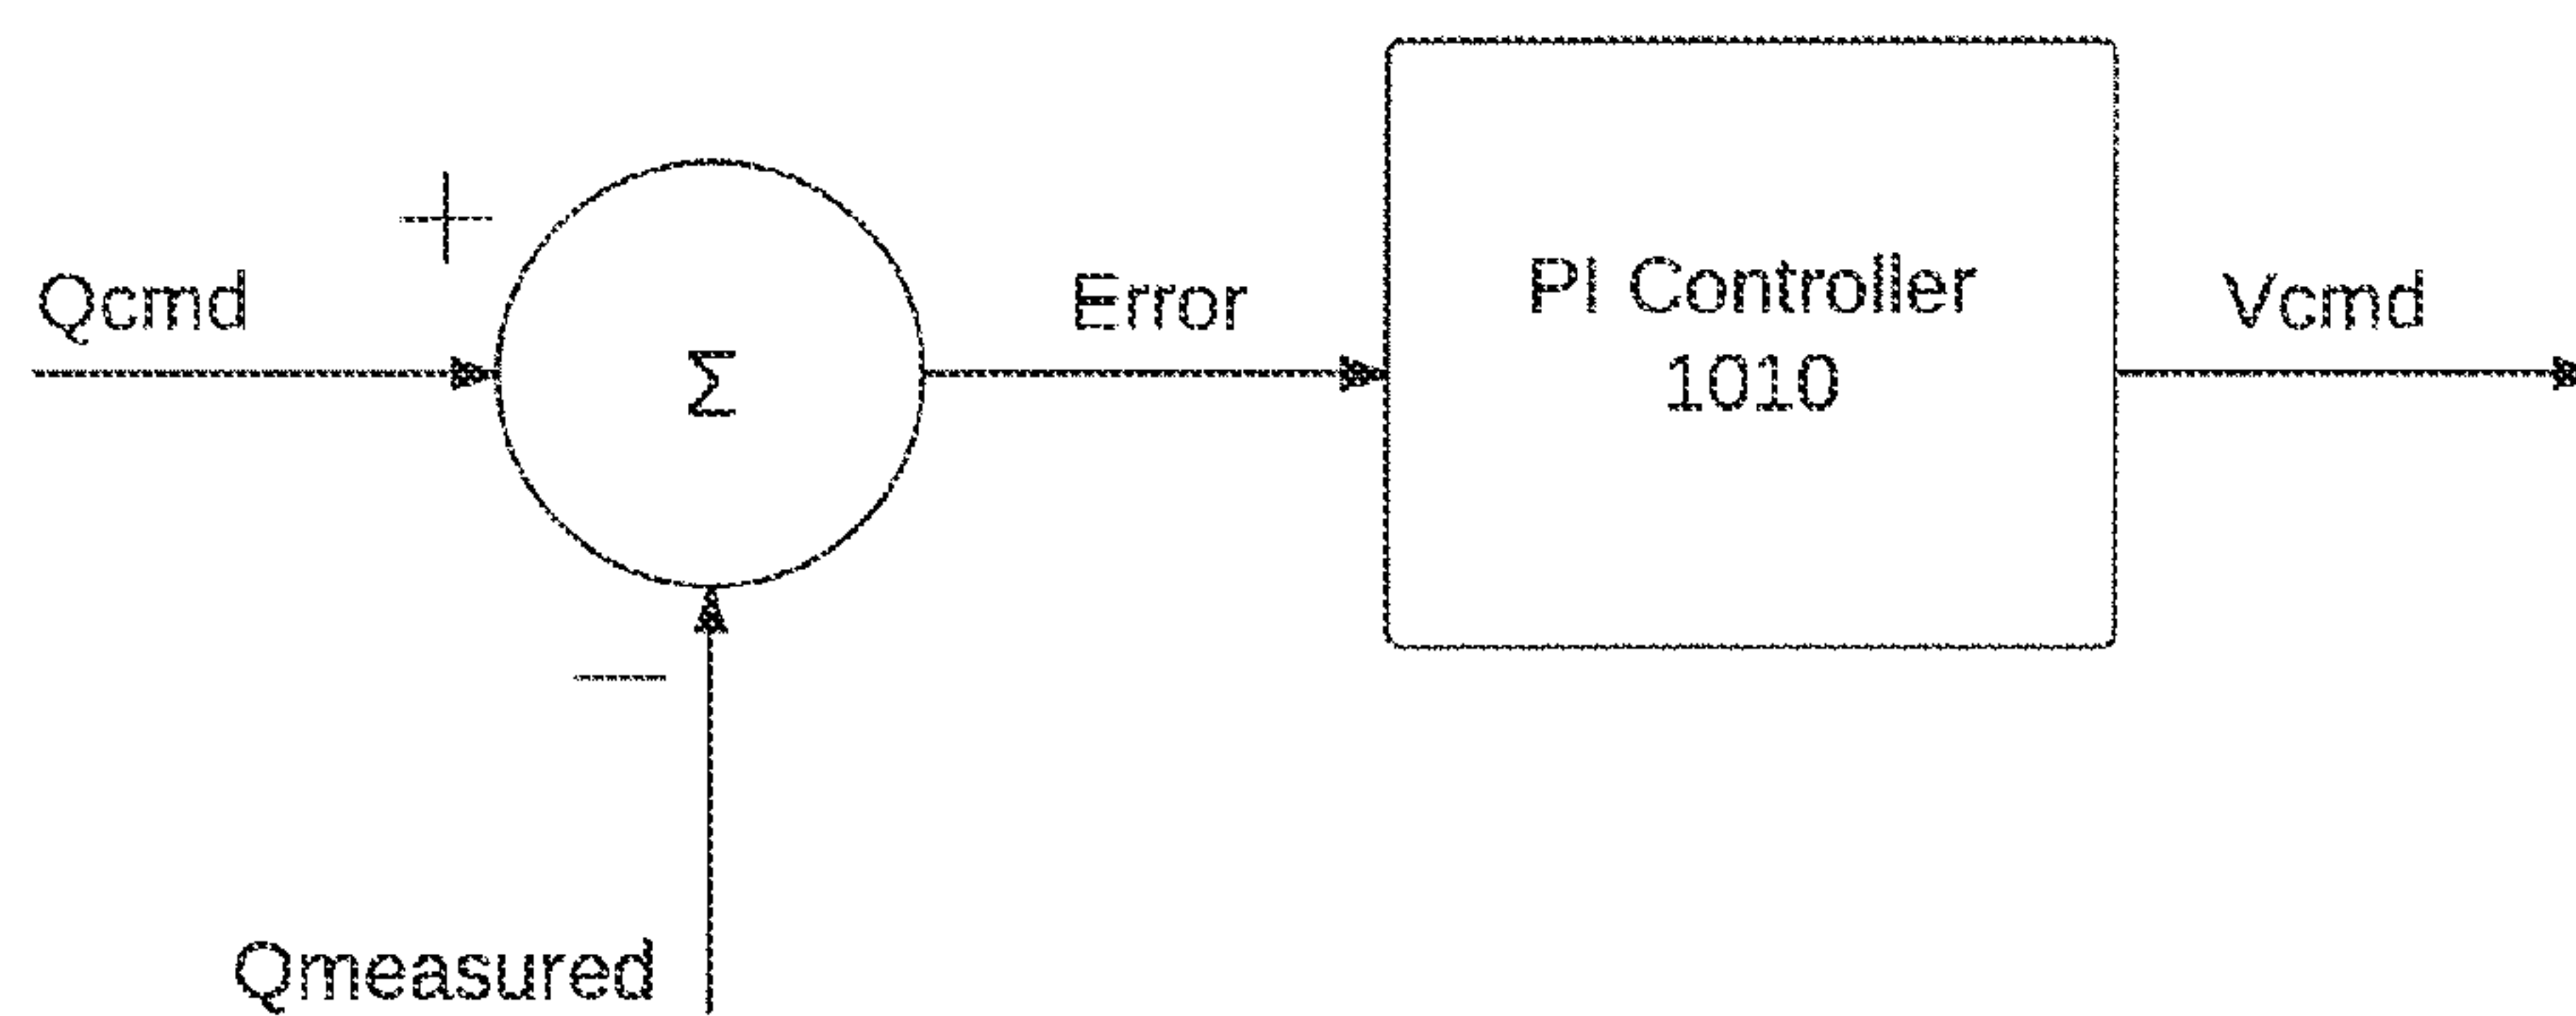 +
Qcmd
Σ
Error
PI Controller
1010
Vcmd
—
Qmeasured